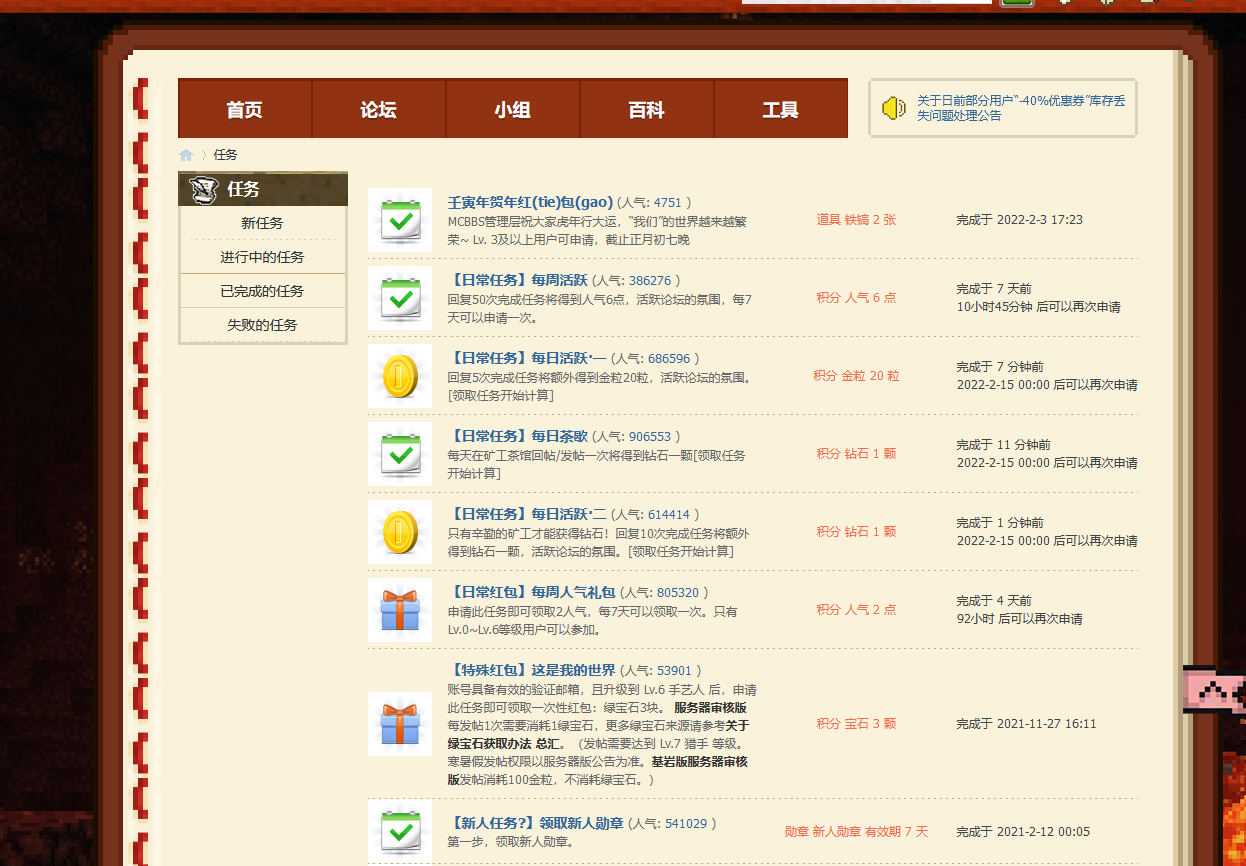 首页
论坛
小组
百科
工具
关于日前部分用户"-40%优惠券"库存丢
失问题处理公告
任务
任务
新任务
进行中的任务
已完成的任务
失败的任务
壬寅年贺年红(tie)包(gao) (人气: 4751 )
MCBBS管理层祝大家虎年行大运，"我们"的世界越来越繁
荣~ Lv. 3及以上用户可申请，截止正月初七晚
道具 铁镐 2 张
完成于 2022-2-3 17:23
【日常任务】每周活跃 (人气: 386276 )
回复50次完成任务将得到人气6点，活跃论坛的氛围，每7
天可以申请一次。
积分 人气 6 点
完成于 7 天前
10小时45分钟 后可以再次申请
【日常任务】每日活跃·一 (人气: 686596 )
回复5次完成任务将额外得到金粒20粒，活跃论坛的氛围。
[领取任务开始计算]
积分 金粒 20 粒
完成于 7 分钟前
2022-2-15 00:00 后可以再次申请
【日常任务】每日茶歇 (人气: 906553 )
每天在矿工茶馆回帖/发帖一次将得到钻石一颗[领取任务
开始计算]
积分 钻石 1 颗
完成于 11 分钟前
2022-2-15 00:00 后可以再次申请
【日常任务】每日活跃·二 (人气: 614414 )
只有辛勤的矿工才能获得钻石！回复10次完成任务将额外
得到钻石一颗，活跃论坛的氛围。[领取任务开始计算]
积分 钻石 1 颗
完成于 1 分钟前
2022-2-15 00:00 后可以再次申请
【日常红包】每周人气礼包 (人气: 805320 )
申请此任务即可领取2人气，每7天可以领取一次。只有
Lv.0~Lv.6等级用户可以参加。
积分 人气 2 点
完成于 4 天前
92小时 后可以再次申请
【特殊红包】这是我的世界 (人气: 53901 )
账号具备有效的验证邮箱，且升级到 Lv.6 手艺人 后，申请
此任务即可领取一次性红包：绿宝石3块。 服务器审核版
每发帖1次需要消耗1绿宝石，更多绿宝石来源请参考关于
绿宝石获取办法 总汇。（发帖需要达到 Lv.7 猎手 等级。
寒暑假发帖权限以服务器版公告为准。基岩版服务器审核
版发帖消耗100金粒，不消耗绿宝石。)
积分 宝石 3 颗
完成于 2021-11-27 16:11
【新人任务?】领取新人勋章 (人气: 541029 )
第一步，领取新人勋章。
勋章 新人勋章 有效期 7 天
完成于 2021-2-12 00:05